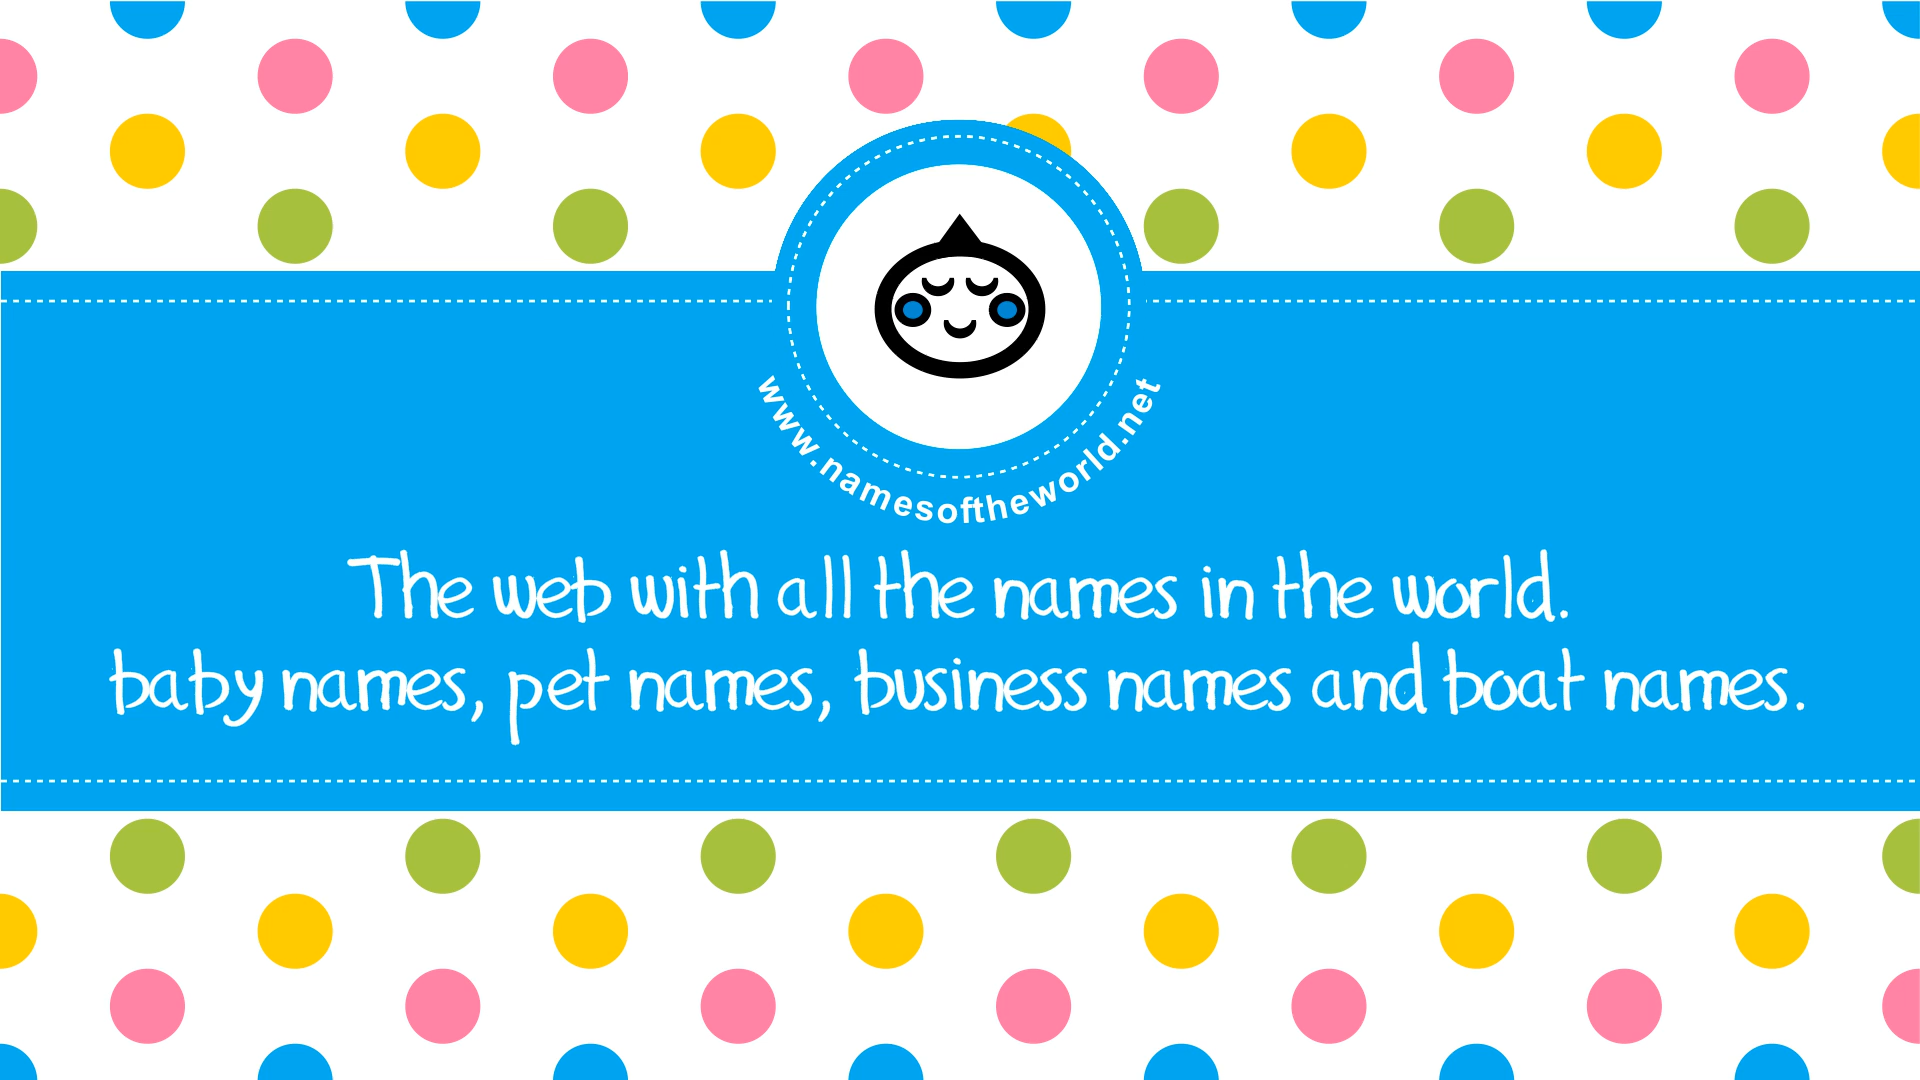 www.namesoftheworld.net
The web with all the names in the world.
baby names, pet names, business names and boat names.